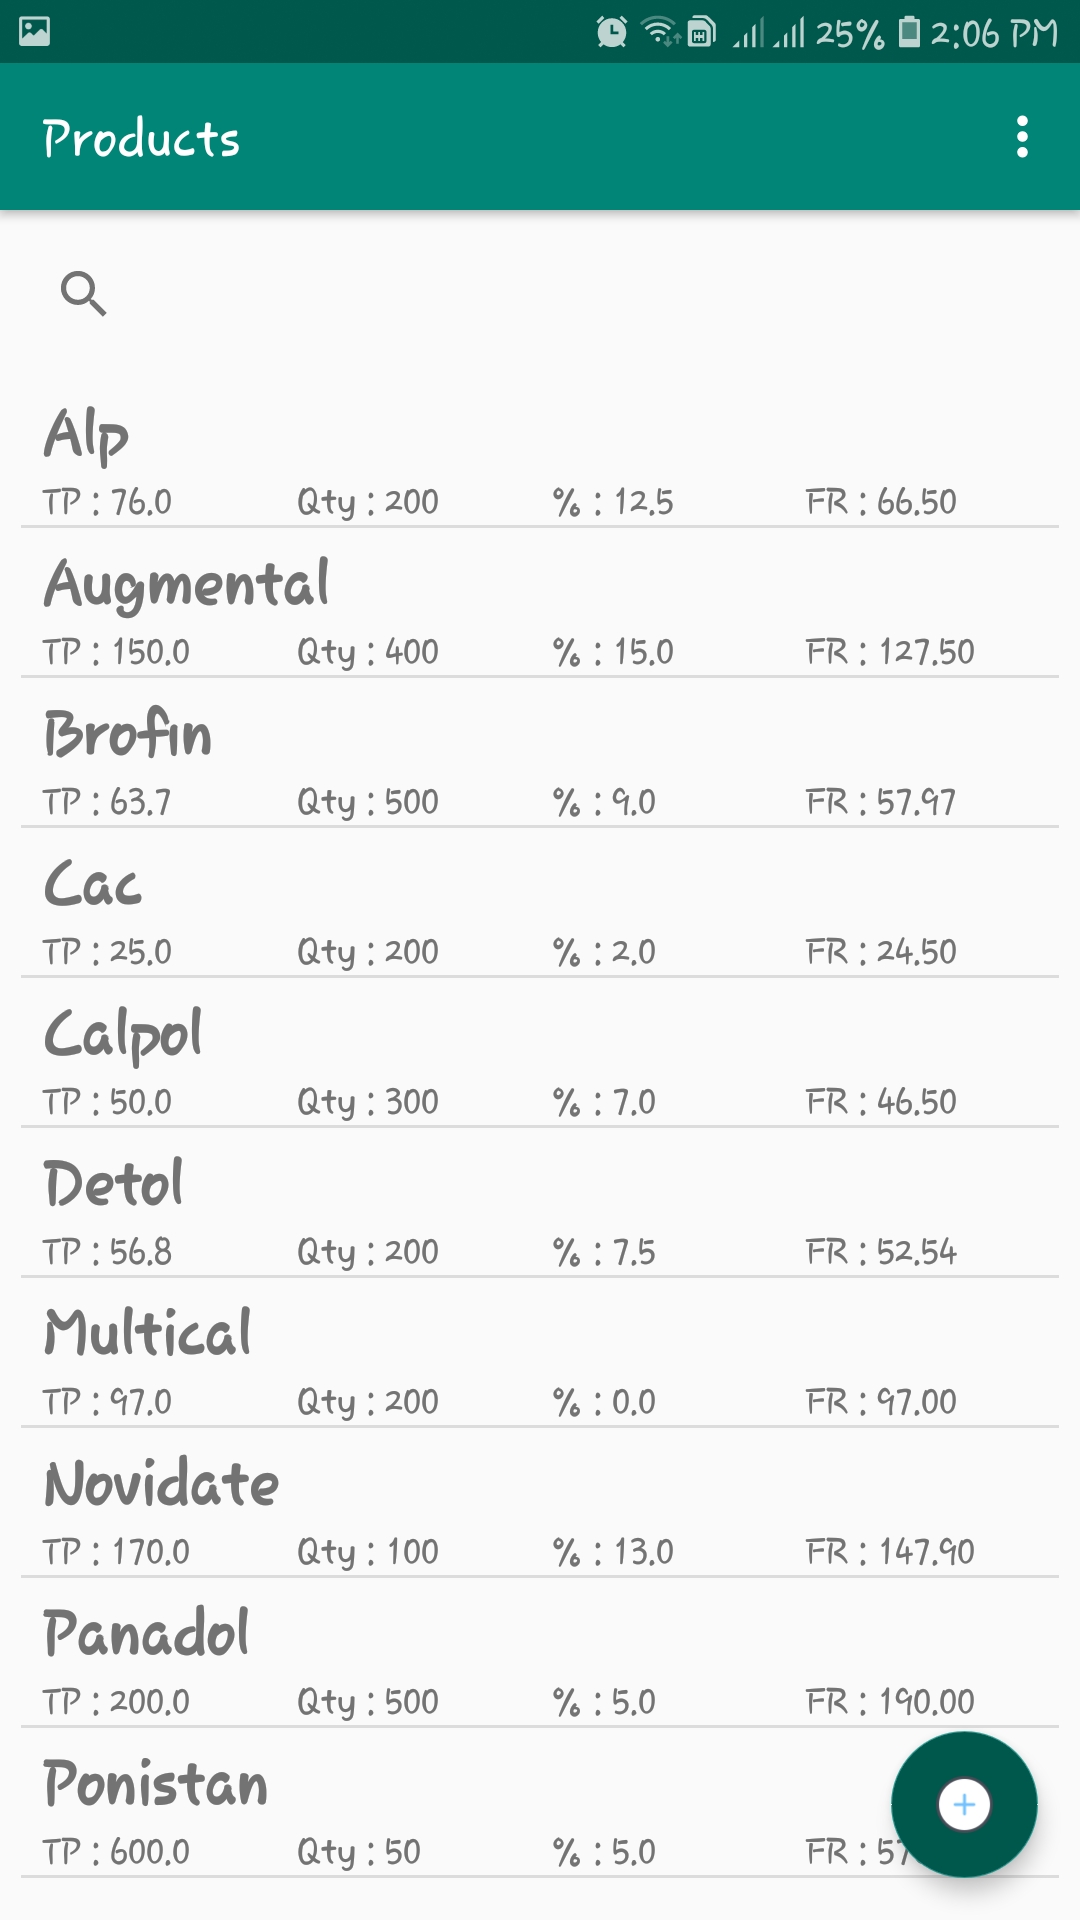 25% 2:06 PM
Products
Alp
TP : 76.0 Qty : 200 % : 12.5 FR : 66.50
Augmental
TP : 150.0 Qty : 400 % : 15.0 FR : 127.50
Brofin
TP : 63.7 Qty : 500 % : 9.0 FR : 57.97
Cac
TP : 25.0 Qty : 200 % : 2.0 FR : 24.50
Calpol
TP : 50.0 Qty : 300 % : 7.0 FR : 46.50
Detol
TP : 56.8 Qty : 200 % : 7.5 FR : 52.54
Multical
TP : 97.0 Qty : 200 % : 0.0 FR : 97.00
Novidate
TP : 170.0 Qty : 100 % : 13.0 FR : 147.90
Panadol
TP : 200.0 Qty : 500 % : 5.0 FR : 190.00
Ponistan
TP : 600.0 Qty : 50 % : 5.0 FR :